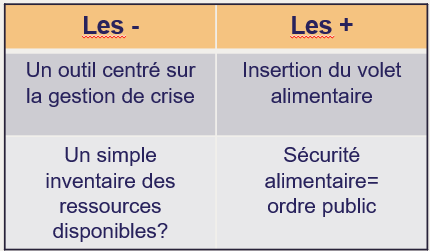 Les -
Les +
Un outil centré sur
la gestion de crise
Insertion du volet
alimentaire
Un simple
inventaire des
ressources
disponibles?
Sécurité
alimentaire=
ordre public